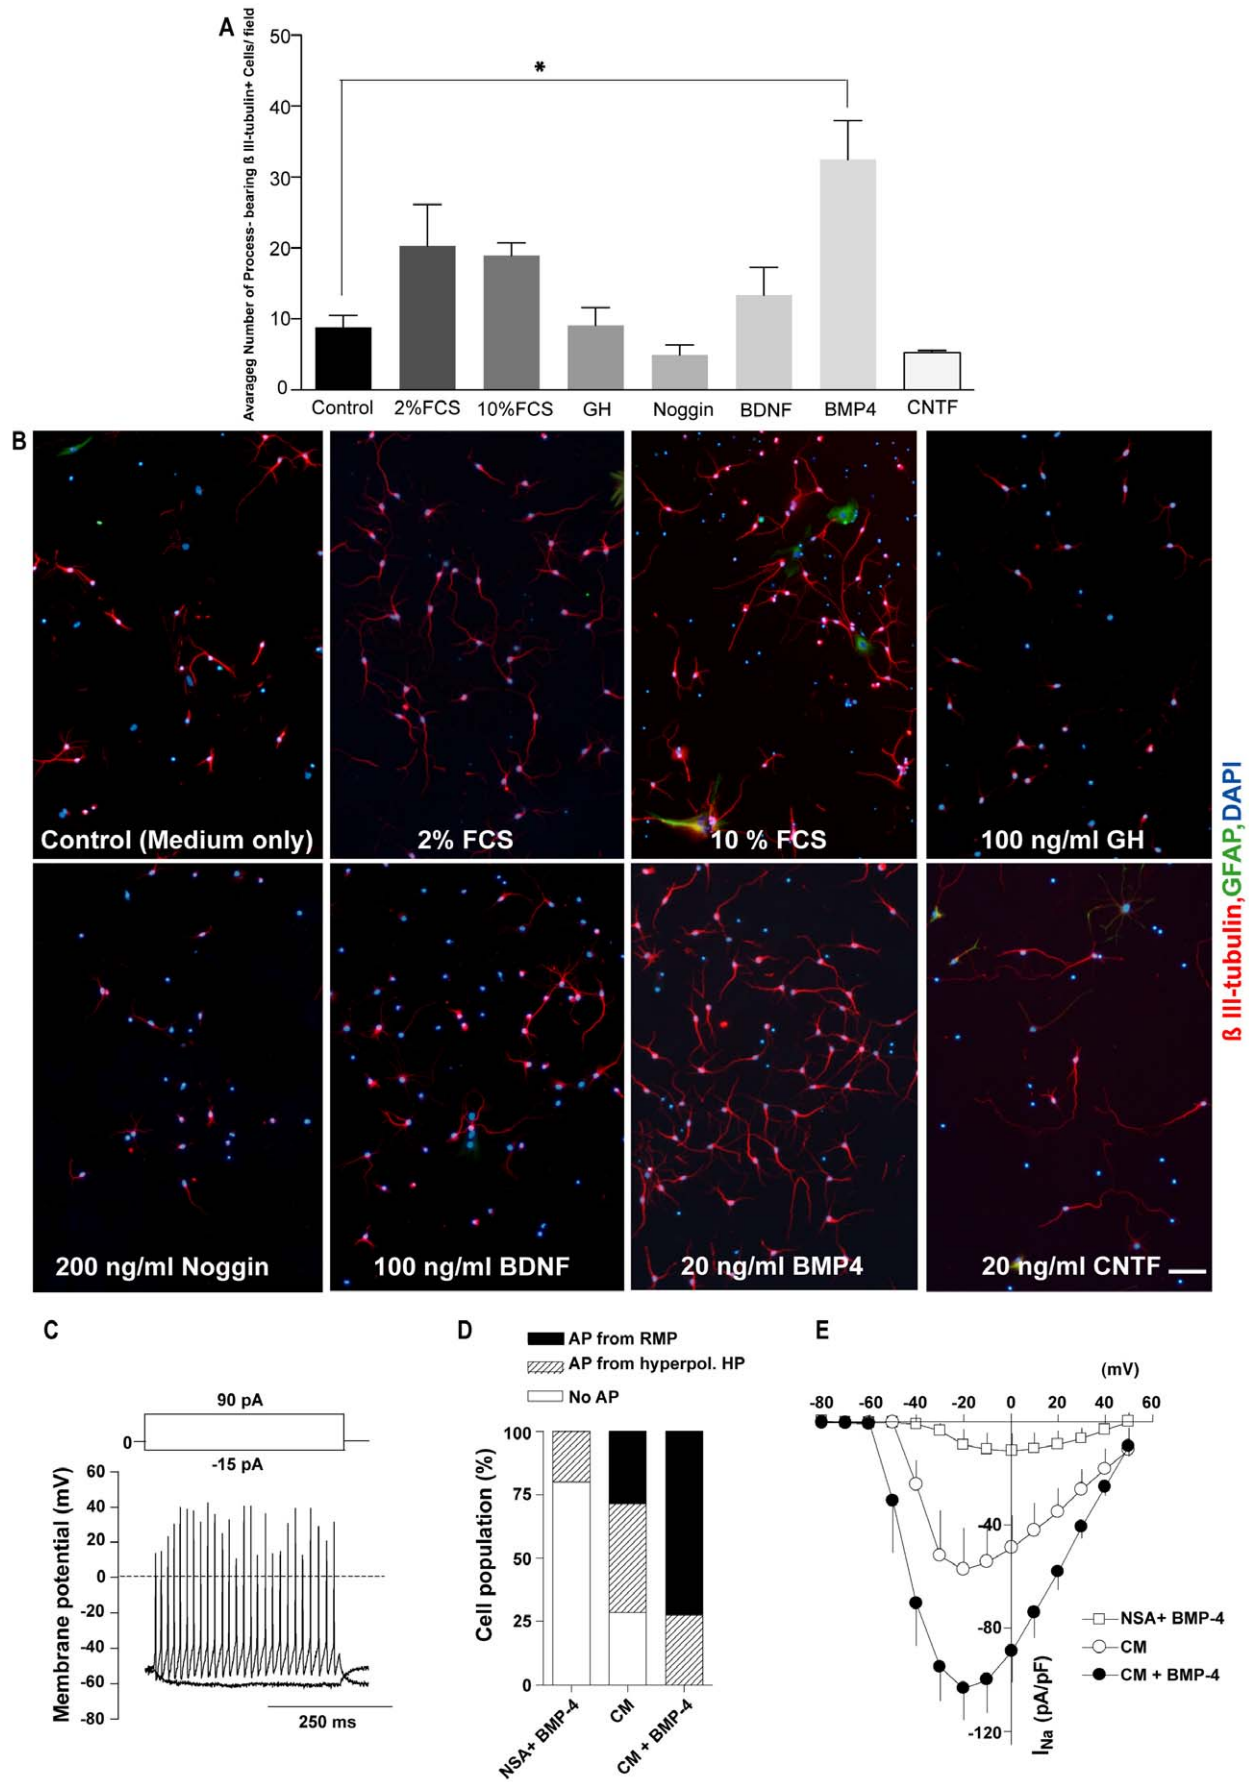 A
Avarageg Number of Process- bearing ß III-tubulin+ Cells/ field
50
40
30
20
10
0
*
Control 2%FCS 10%FCS GH Noggin BDNF BMP4 CNTF
B
Control (Medium only)
2% FCS
10 % FCS
100 ng/ml GH
200 ng/ml Noggin
100 ng/ml BDNF
20 ng/ml BMP4
20 ng/ml CNTF
ß III-tubulin,GFAP,DAPI
C
90 pA
0
-15 pA
Membrane potential (mV)
60
40
20
0
-20
-40
-60
-80
250 ms
D
AP from RMP
AP from hyperpol. HP
No AP
Cell population (%)
100
75
50
25
0
NSA+ BMP-4
CM
CM + BMP-4
E
(mV)
-80 -60 -40 -20 0 20 40 60
-40
-80
-120
INa (pA/pF)
NSA+ BMP-4
CM
CM + BMP-4